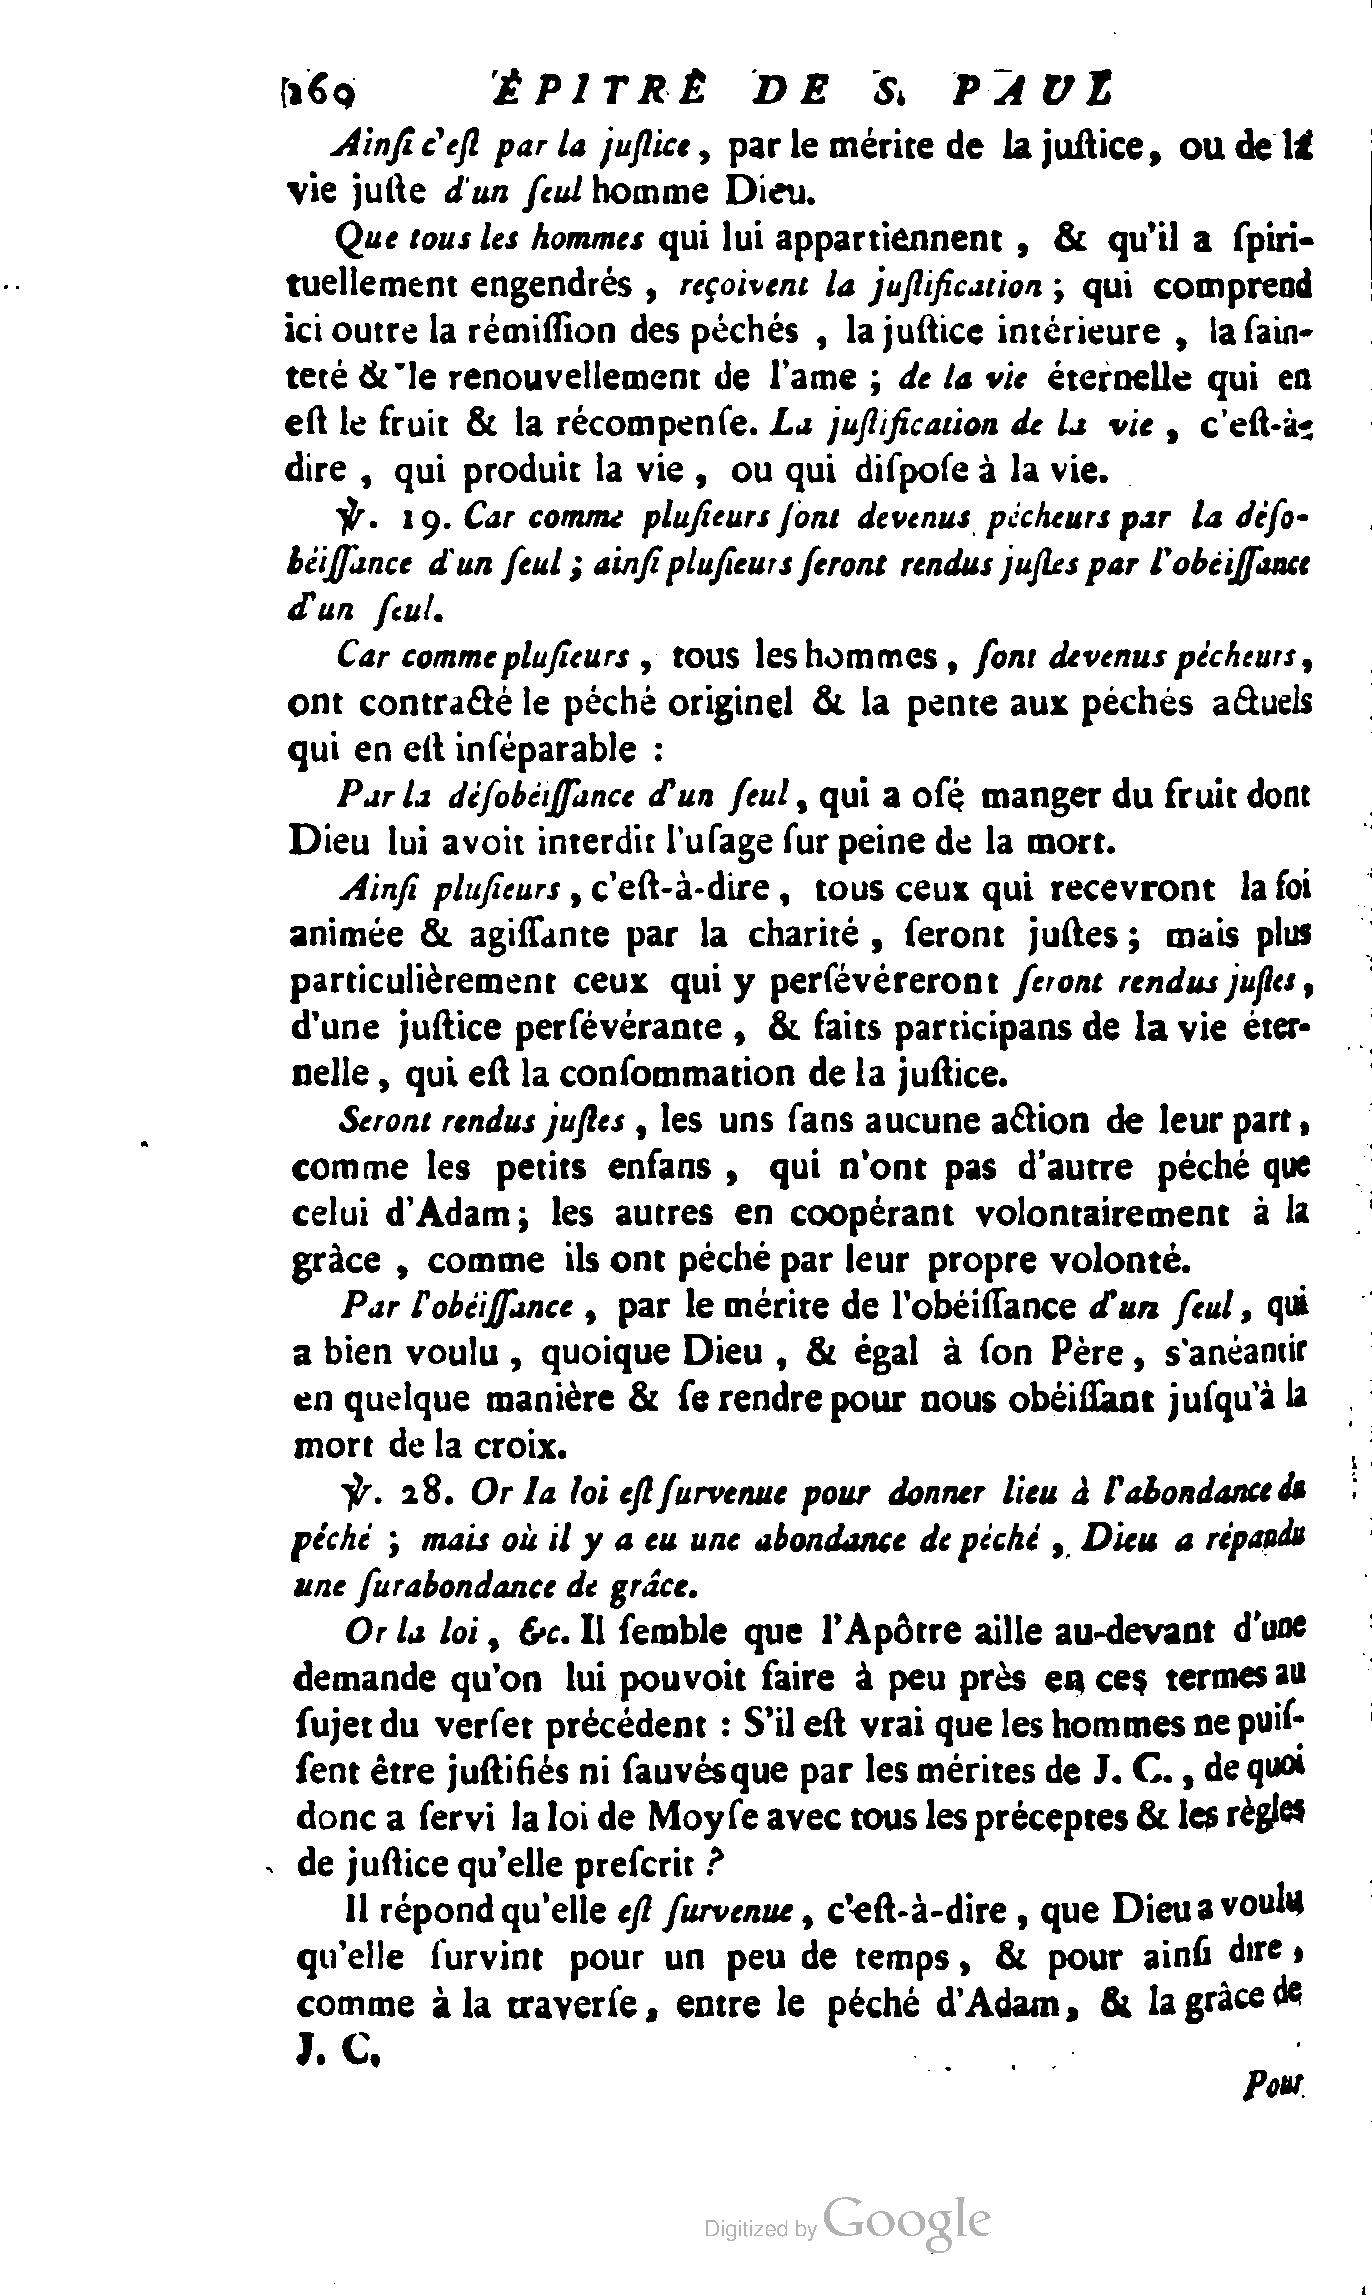 160 ÉPITRE DE S. PAUL
Ainſi c'eſt par la juſtice, par le mérite de la juſtice, ou de la
vie juſte d'un ſeul homme Dieu.
Que tous les hommes qui lui appartiennent, & qu'il a ſpiri-
tuellement engendrés, reçoivent la juſtification; qui comprend
ici outre la rémiſſion des péchés, la juſtice intérieure, la ſain-
teté & le renouvellement de l'ame; de la vie éternelle qui en
eſt le fruit & la récompenſe. La juſtification de la vie, c'eſt-à-
dire, qui produit la vie, ou qui diſpoſe à la vie.
℣. 19. Car comme pluſieurs ſont devenus pécheurs par la déſo-
béiſſance d'un ſeul; ainſi pluſieurs ſeront rendus juſtes par l'obéiſſance
d'un ſeul.
Car comme pluſieurs, tous les hommes, ſont devenus pécheurs,
ont contracté le péché originel & la pente aux péchés actuels
qui en eſt inſéparable :
Par la déſobéiſſance d'un ſeul, qui a oſé manger du fruit dont
Dieu lui avoit interdit l'uſage ſur peine de la mort.
Ainſi pluſieurs, c'eſt-à-dire, tous ceux qui recevront la foi
animée & agiſſante par la charité, ſeront juſtes; mais plus
particulièrement ceux qui y perſévéreront ſeront rendus juſtes,
d'une juſtice perſévérante, & faits participans de la vie éter-
nelle, qui eſt la conſommation de la juſtice.
Seront rendus juſtes, les uns ſans aucune action de leur part,
comme les petits enfans, qui n'ont pas d'autre péché que
celui d'Adam; les autres en coopérant volontairement à la
grâce, comme ils ont péché par leur propre volonté.
Par l'obéiſſance, par le mérite de l'obéiſſance d'un ſeul, qui
a bien voulu, quoique Dieu, & égal à ſon Père, s'anéantir
en quelque manière & ſe rendre pour nous obéiſſant juſqu'à la
mort de la croix.
℣. 28. Or la loi eſt ſurvenue pour donner lieu à l'abondance du
péché; mais où il y a eu une abondance de péché, Dieu a répandu
une ſurabondance de grâce.
Or la loi, &c. Il ſemble que l'Apôtre aille au-devant d'une
demande qu'on lui pouvoit faire à peu près en ces termes au
ſujet du verſet précédent : S'il eſt vrai que les hommes ne puiſ-
ſent être juſtifiés ni ſauvés que par les mérites de J. C., de quoi
donc a ſervi la loi de Moyſe avec tous les préceptes & les règles
de juſtice qu'elle preſcrit ?
Il répond qu'elle eſt ſurvenue, c'eſt-à-dire, que Dieu a voulu
qu'elle ſurvint pour un peu de temps, & pour ainſi dire,
comme à la traverſe, entre le péché d'Adam, & la grâce de
J. C.
Pour
Digitized by Google